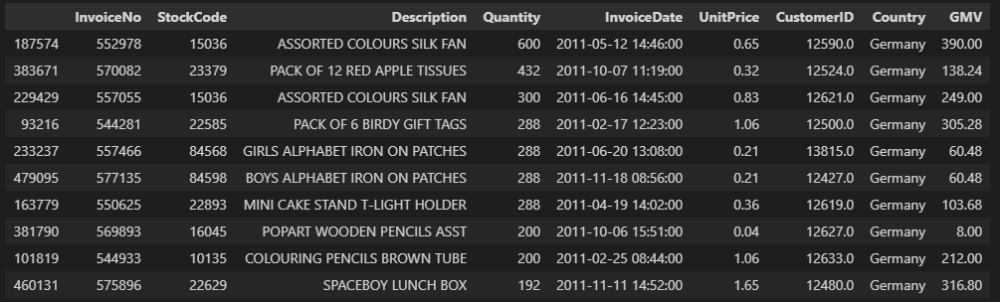 InvoiceNo StockCode Description Quantity InvoiceDate UnitPrice CustomerID Country GMV
187574 552978 15036 ASSORTED COLOURS SILK FAN 600 2011-05-12 14:46:00 0.65 12590.0 Germany 390.00
383671 570082 23379 PACK OF 12 RED APPLE TISSUES 432 2011-10-07 11:19:00 0.32 12524.0 Germany 138.24
229429 557055 15036 ASSORTED COLOURS SILK FAN 300 2011-06-16 14:45:00 0.83 12621.0 Germany 249.00
93216 544281 22585 PACK OF 6 BIRDY GIFT TAGS 288 2011-02-17 12:23:00 1.06 12500.0 Germany 305.28
233237 557466 84568 GIRLS ALPHABET IRON ON PATCHES 288 2011-06-20 13:08:00 0.21 13815.0 Germany 60.48
479095 577135 84598 BOYS ALPHABET IRON ON PATCHES 288 2011-11-18 08:56:00 0.21 12427.0 Germany 60.48
163779 550625 22893 MINI CAKE STAND T-LIGHT HOLDER 288 2011-04-19 14:02:00 0.36 12619.0 Germany 103.68
381790 569893 16045 POPART WOODEN PENCILS ASST 200 2011-10-06 15:51:00 0.04 12627.0 Germany 8.00
101819 544933 10135 COLOURING PENCILS BROWN TUBE 200 2011-02-25 08:44:00 1.06 12633.0 Germany 212.00
460131 575896 22629 SPACEBOY LUNCH BOX 192 2011-11-11 14:52:00 1.65 12480.0 Germany 316.80